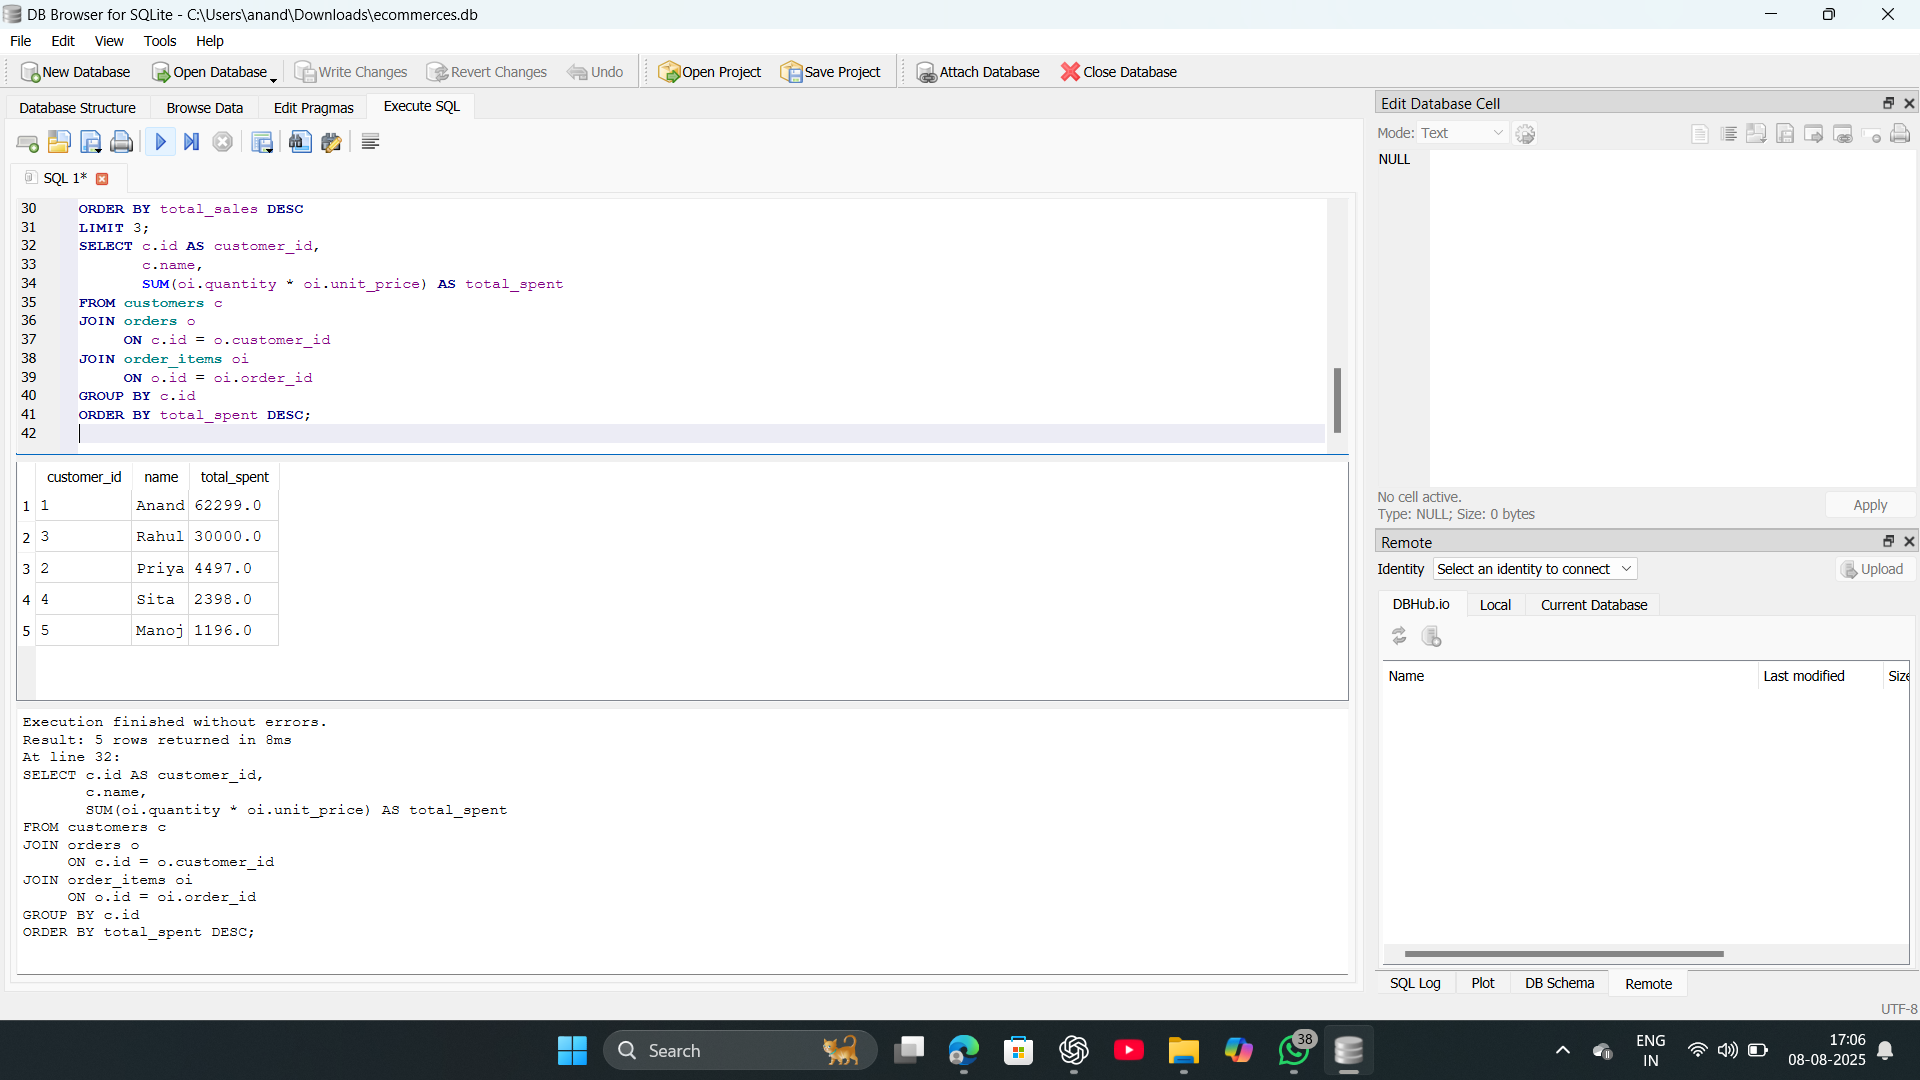 DB Browser for SQLite - C:\Users\anand\Downloads\ecommerces.db
File Edit View Tools Help
New Database Open Database Write Changes Revert Changes Undo Open Project Save Project Attach Database Close Database
Database Structure Browse Data Edit Pragmas Execute SQL
SQL 1*
30 ORDER BY total_sales DESC
31 LIMIT 3;
32 SELECT c.id AS customer_id,
33 c.name,
34 SUM(oi.quantity * oi.unit_price) AS total_spent
35 FROM customers c
36 JOIN orders o
37 ON c.id = o.customer_id
38 JOIN order_items oi
39 ON o.id = oi.order_id
40 GROUP BY c.id
41 ORDER BY total_spent DESC;
42
customer_id name total_spent
1 1 Anand 62299.0
2 3 Rahul 30000.0
3 2 Priya 4497.0
4 4 Sita 2398.0
5 5 Manoj 1196.0
Execution finished without errors.
Result: 5 rows returned in 8ms
At line 32:
SELECT c.id AS customer_id,
c.name,
SUM(oi.quantity * oi.unit_price) AS total_spent
FROM customers c
JOIN orders o
ON c.id = o.customer_id
JOIN order_items oi
ON o.id = oi.order_id
GROUP BY c.id
ORDER BY total_spent DESC;
Edit Database Cell
Mode: Text
NULL
No cell active.
Type: NULL; Size: 0 bytes
Apply
Remote
Identity Select an identity to connect Upload
DBHub.io Local Current Database
Name Last modified Size
SQL Log Plot DB Schema Remote
UTF-8
Search
38
ENG
IN
17:06
08-08-2025